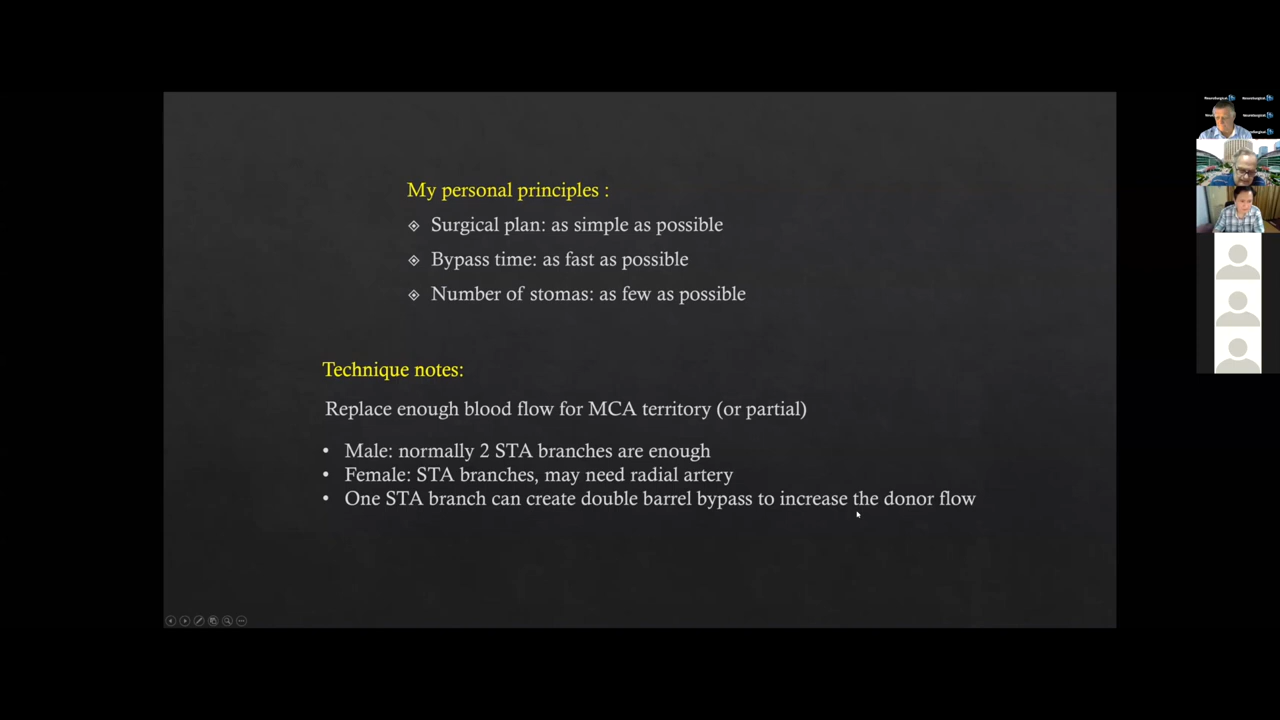 My personal principles :
Surgical plan: as simple as possible
Bypass time: as fast as possible
Number of stomas: as few as possible
Technique notes:
Replace enough blood flow for MCA territory (or partial)
• Male: normally 2 STA branches are enough
• Female: STA branches, may need radial artery
• One STA branch can create double barrel bypass to increase the donor flow